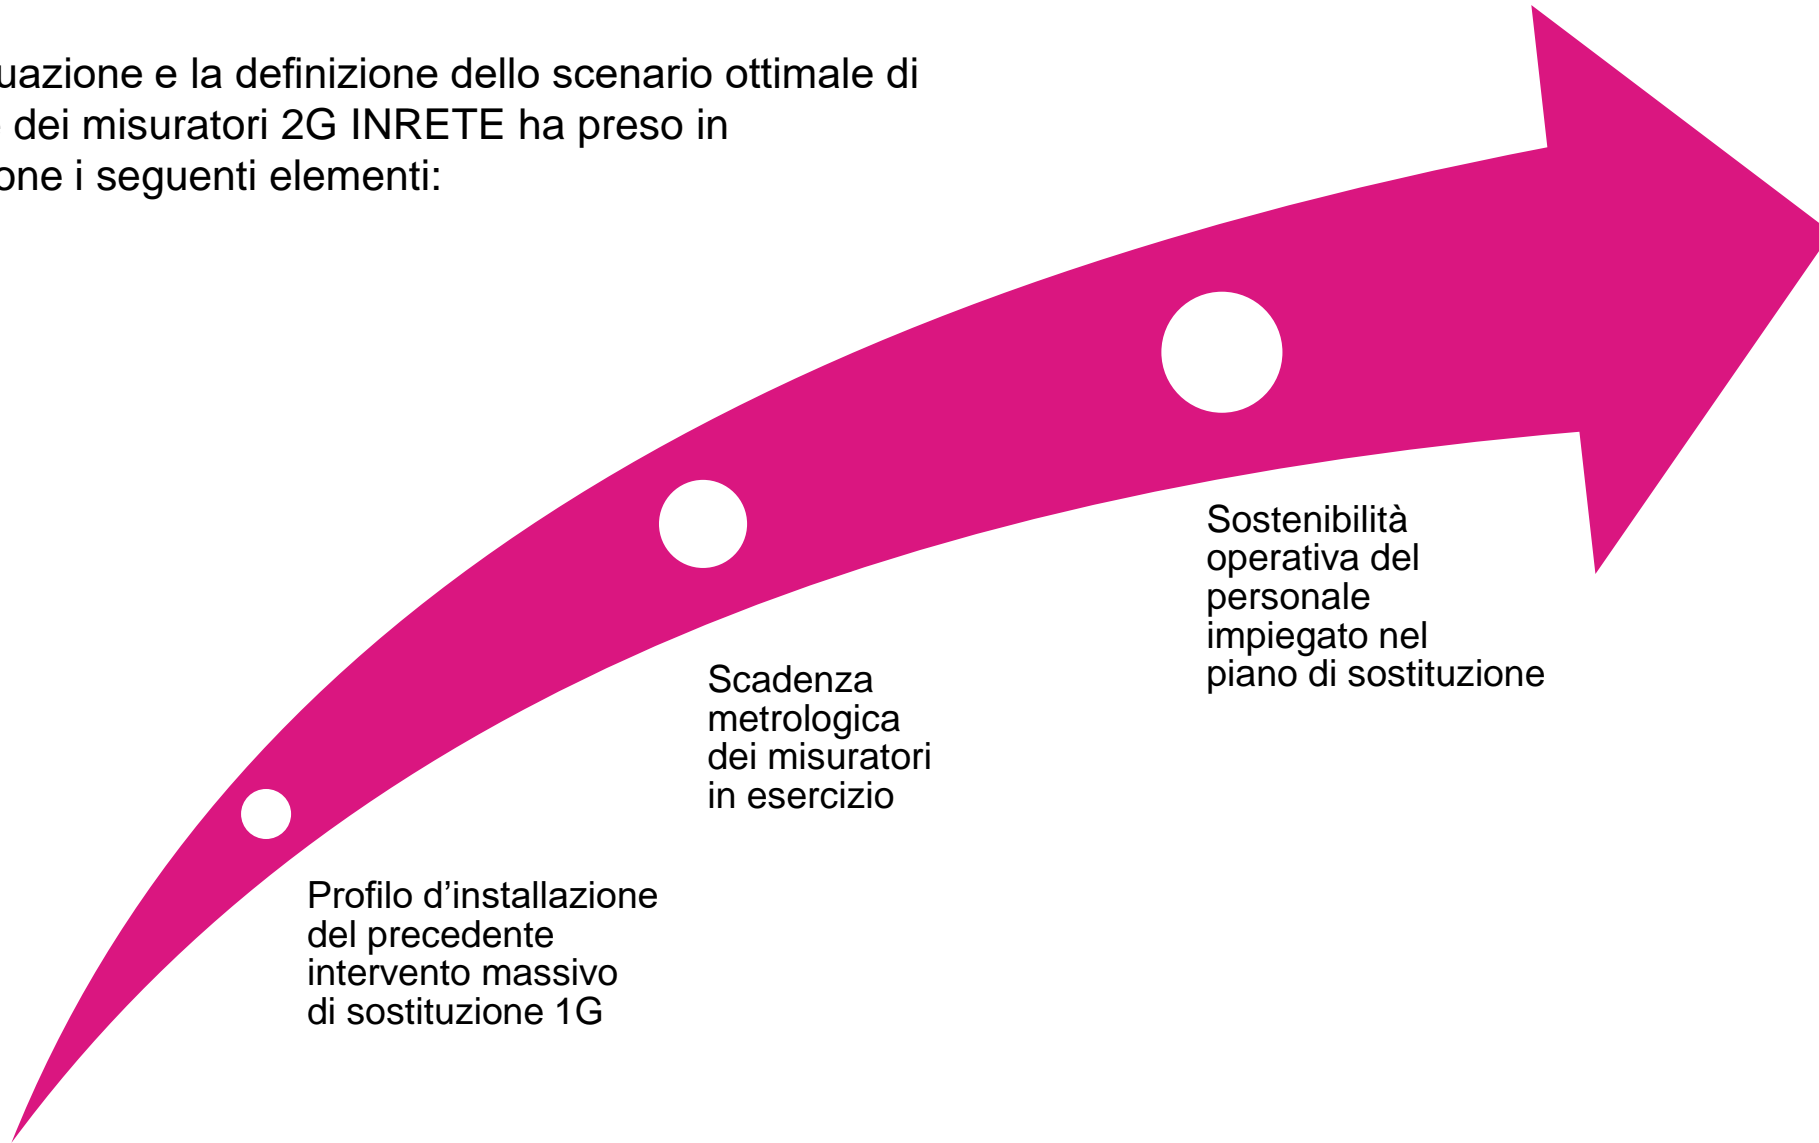 uazione e la definizione dello scenario ottimale di
dei misuratori 2G INRETE ha preso in
one i seguenti elementi:
Profilo d’installazione
del precedente
intervento massivo
di sostituzione 1G
Scadenza
metrologica
dei misuratori
in esercizio
Sostenibilità
operativa del
personale
impiegato nel
piano di sostituzione